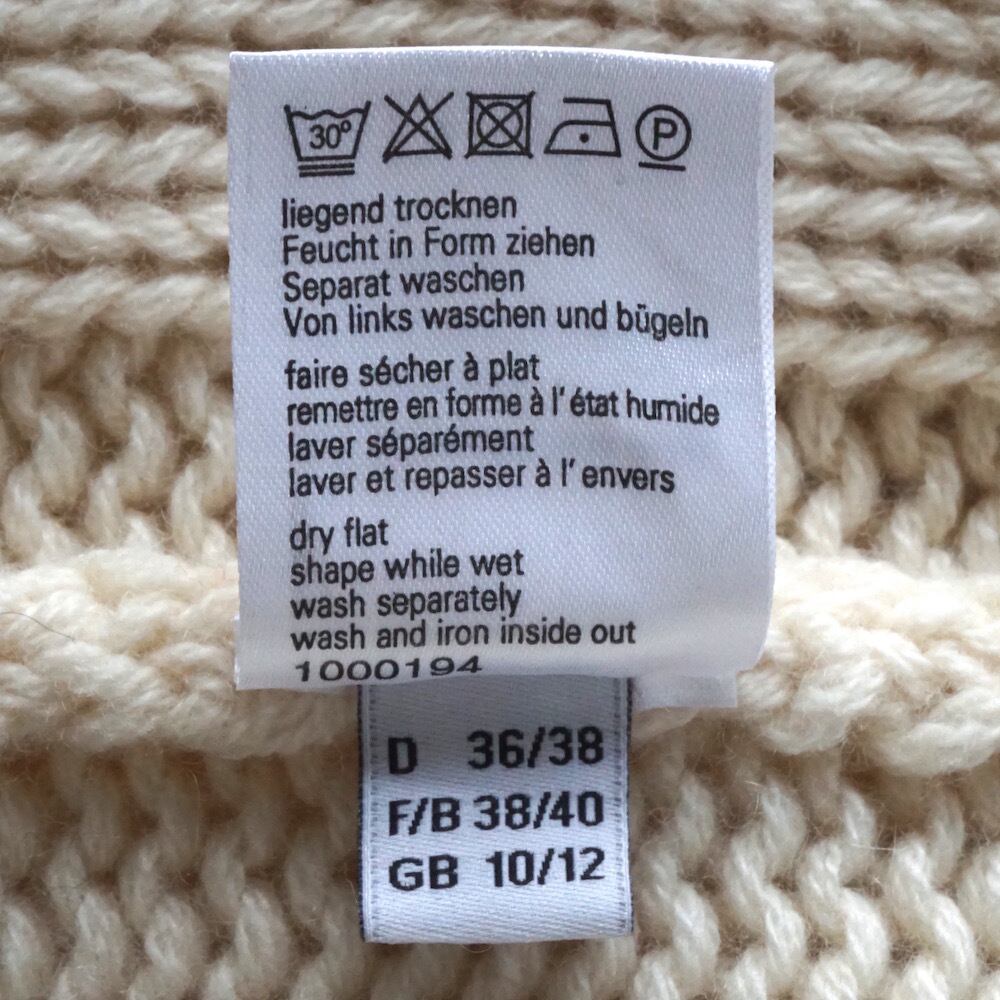 30°
P
liegend trocknen
Feucht in Form ziehen
Separat waschen
Von links waschen und bügeln
faire sécher à plat
remettre en forme à l'état humide
laver séparément
laver et repasser à l'envers
dry flat
shape while wet
wash separately
wash and iron inside out
1000194
D 36/38
F/B 38/40
GB 10/12